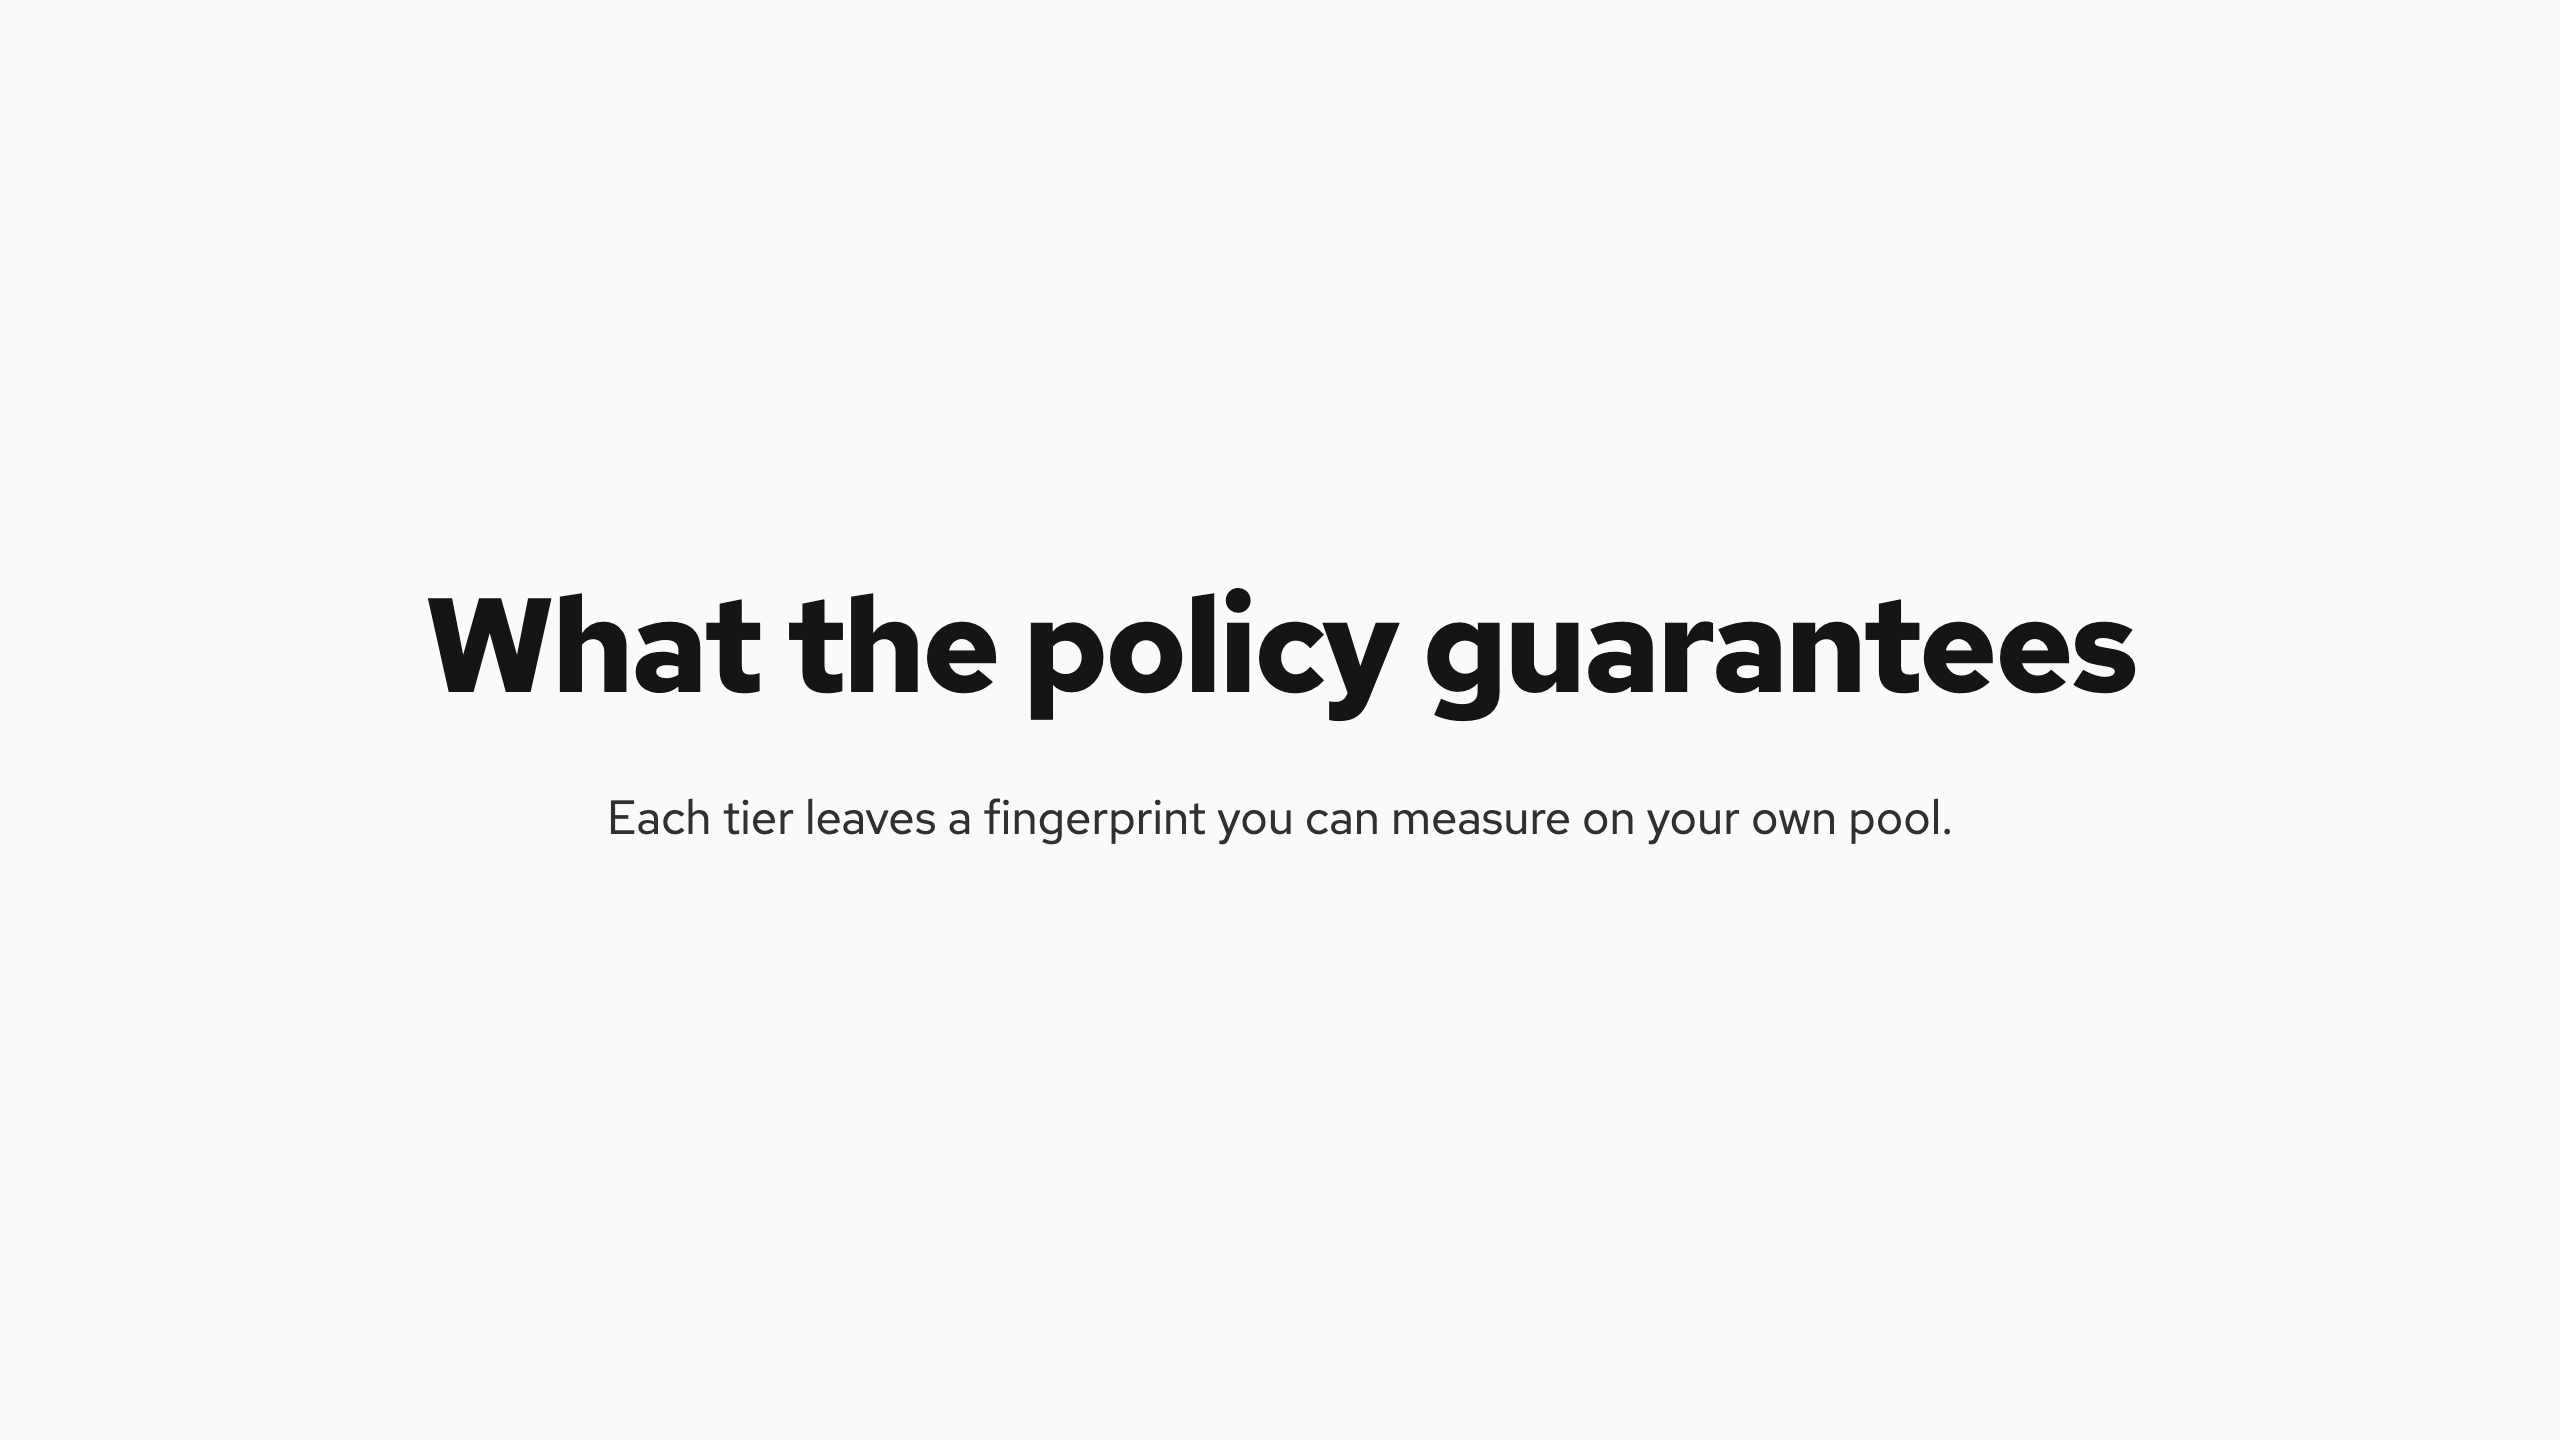 What the policy guarantees
Each tier leaves a fingerprint you can measure on your own pool.